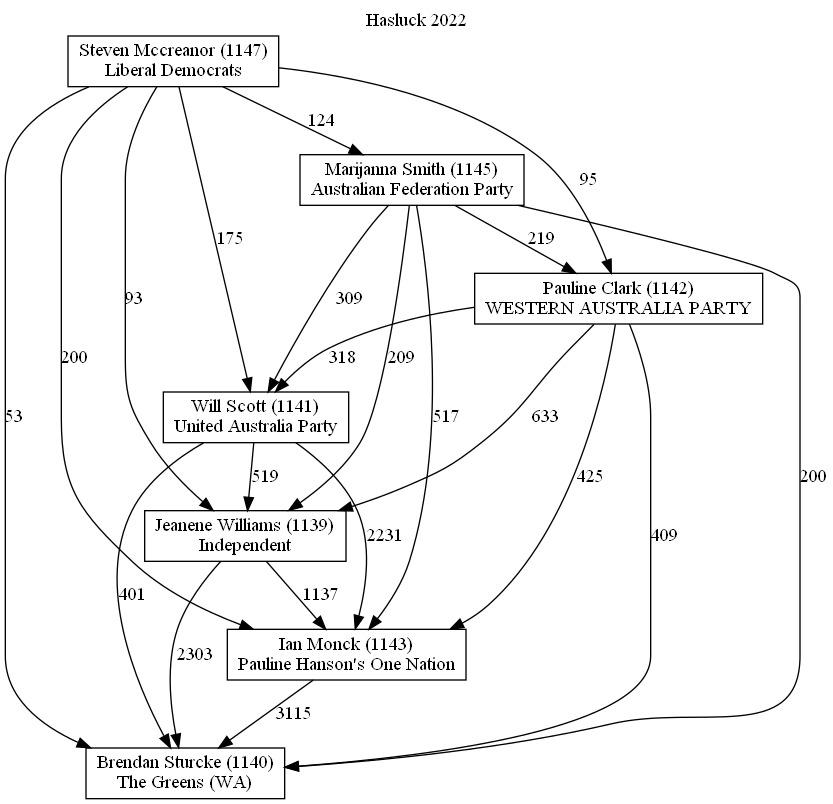 Hasluck 2022
Steven Mccreanor (1147)
Liberal Democrats
124
Marijanna Smith (1145)
Australian Federation Party
95
175
219
Pauline Clark (1142)
WESTERN AUSTRALIA PARTY
93
309
200
318
209
Will Scott (1141)
United Australia Party
53
517
633
519
425
200
Jeanene Williams (1139)
Independent
2231
409
401
1137
Ian Monck (1143)
Pauline Hanson's One Nation
2303
3115
Brendan Sturcke (1140)
The Greens (WA)